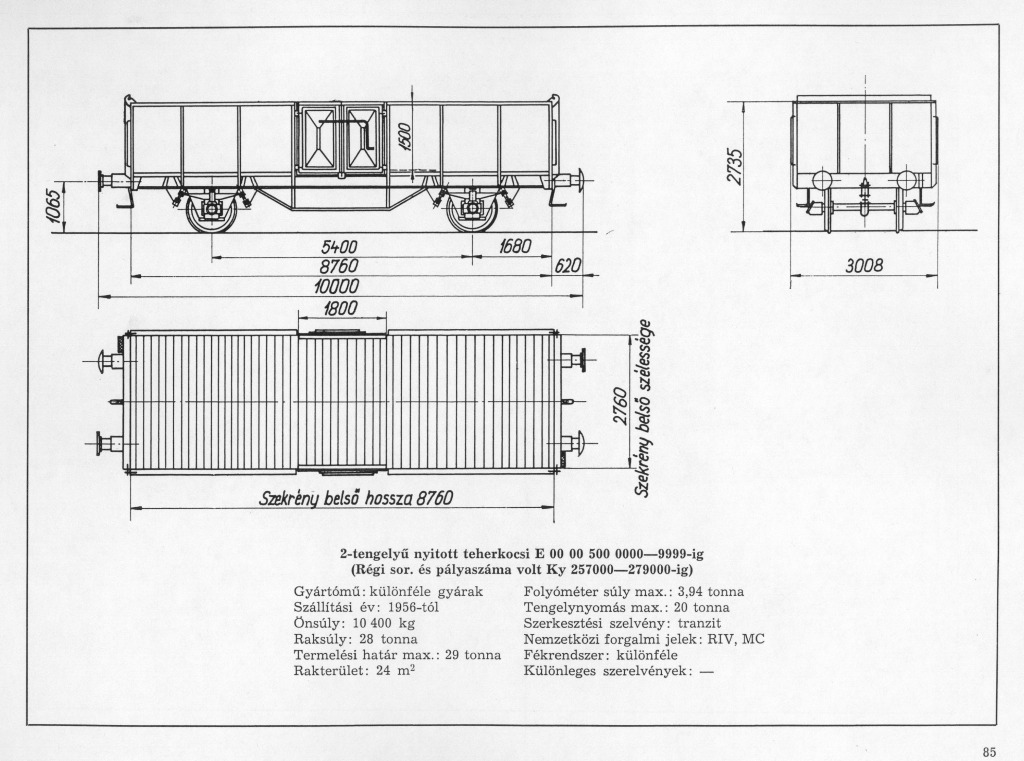 1500
1065
2735
5400
1680
8760
620
10000
3008
1800
2760
Szekrény belső szélessége
Szekrény belső hossza 8760
2-tengelyű nyitott teherkocsi E 00 00 500 0000—9999-ig
(Régi sor. és pályaszáma volt Ky 257000—279000-ig)
Gyártómű: különféle gyárak
Szállítási év: 1956-tól
Önsúly: 10 400 kg
Raksúly: 28 tonna
Termelési határ max.: 29 tonna
Rakterület: 24 m²
Folyóméter súly max.: 3,94 tonna
Tengelynyomás max.: 20 tonna
Szerkesztési szelvény: tranzit
Nemzetközi forgalmi jelek: RIV, MC
Fékrendszer: különféle
Különleges szerelvények: —
85